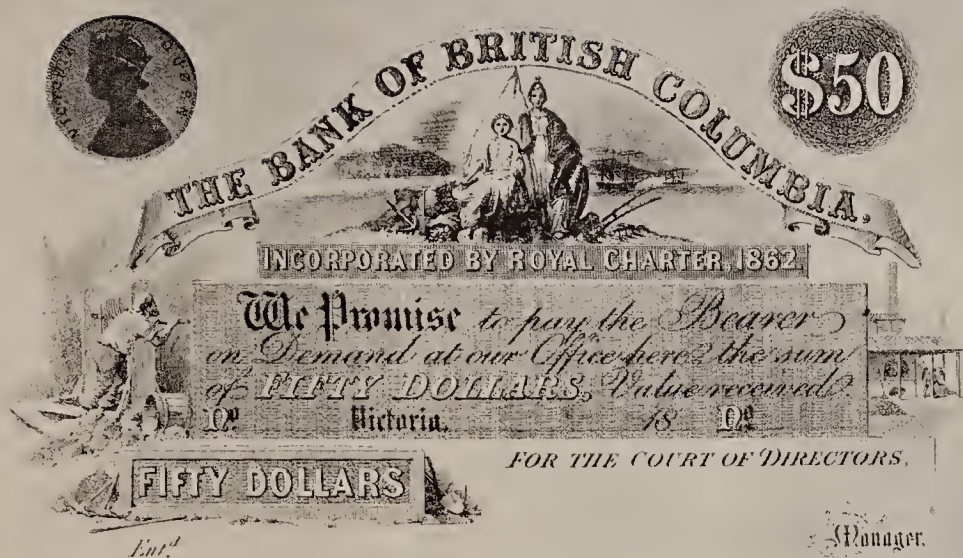 VICTORIA QUEEN
$50
THE BANK OF BRITISH COLUMBIA.
INCORPORATED BY ROYAL CHARTER, 1862
We Promise to pay the Bearer
on Demand at our Office here the sum
of FIFTY DOLLARS, Value received
No Victoria. 18 No
FOR THE COURT OF DIRECTORS,
FIFTY DOLLARS
Entd
Manager.